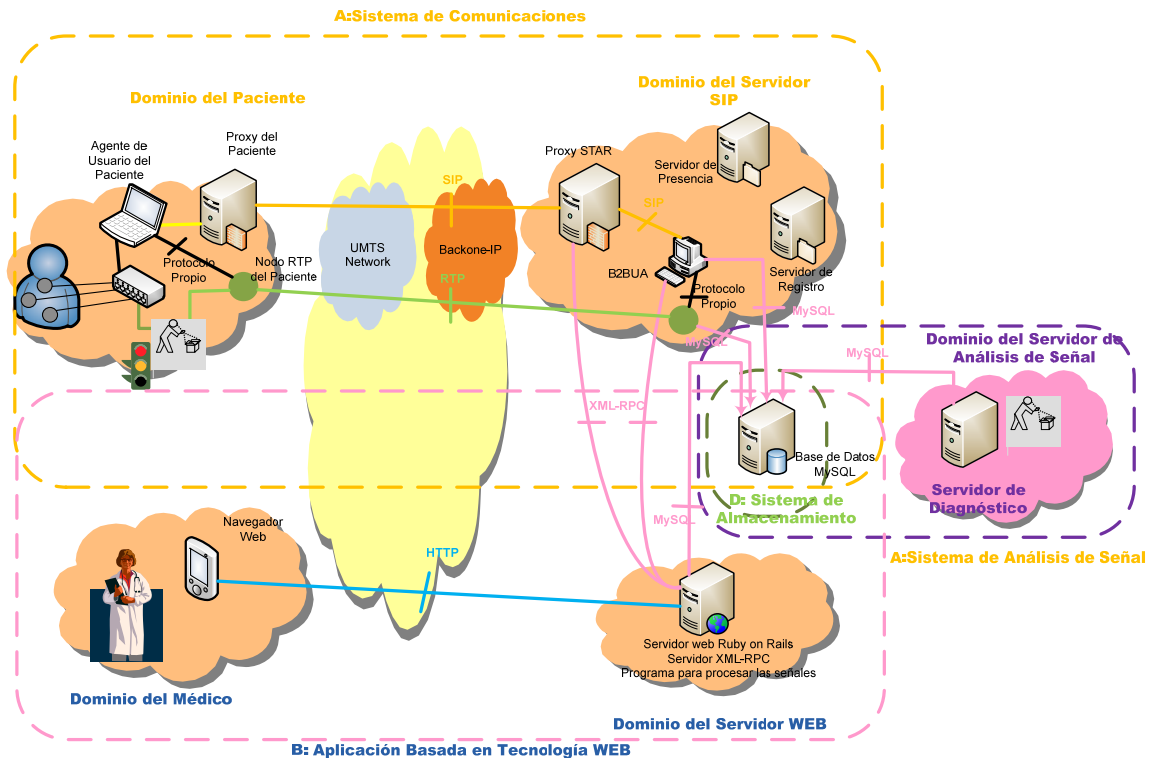 A:Sistema de Comunicaciones
Dominio del Paciente
Dominio del Servidor
SIP
Agente de
Usuario del
Paciente
Proxy del
Paciente
Proxy STAR
Servidor de
Presencia
SIP
SIP
UMTS
Network
Backone-IP
B2BUA
Servidor de
Registro
Protocolo
Propio
Nodo RTP
del Paciente
RTP
Protocolo
Propio
MySQL
MySQL
MySQL
Dominio del Servidor de
Análisis de Señal
XML-RPC
Base de Datos
MySQL
Servidor de
Diagnóstico
D: Sistema de
Almacenamiento
MySQL
A:Sistema de Análisis de Señal
Navegador
Web
HTTP
Servidor web Ruby on Rails
Servidor XML-RPC
Programa para procesar las señales
Dominio del Médico
Dominio del Servidor WEB
B: Aplicación Basada en Tecnología WEB